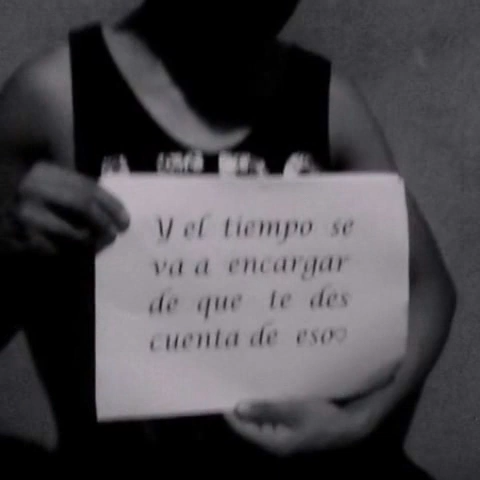 y el tiempo se
va a encargar
de que te des
cuenta de eso♡